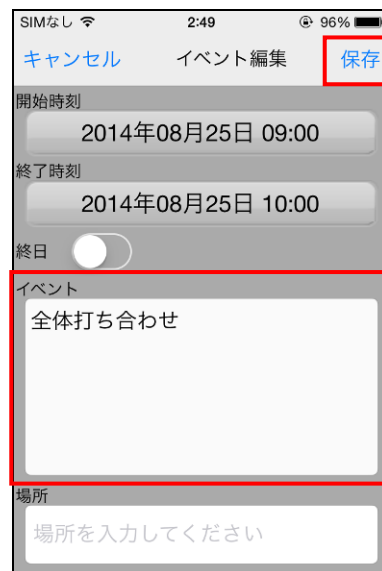 SIMなし 2:49 96%
キャンセル イベント編集 保存
開始時刻
2014年08月25日 09:00
終了時刻
2014年08月25日 10:00
終日
イベント
全体打ち合わせ
場所
場所を入力してください